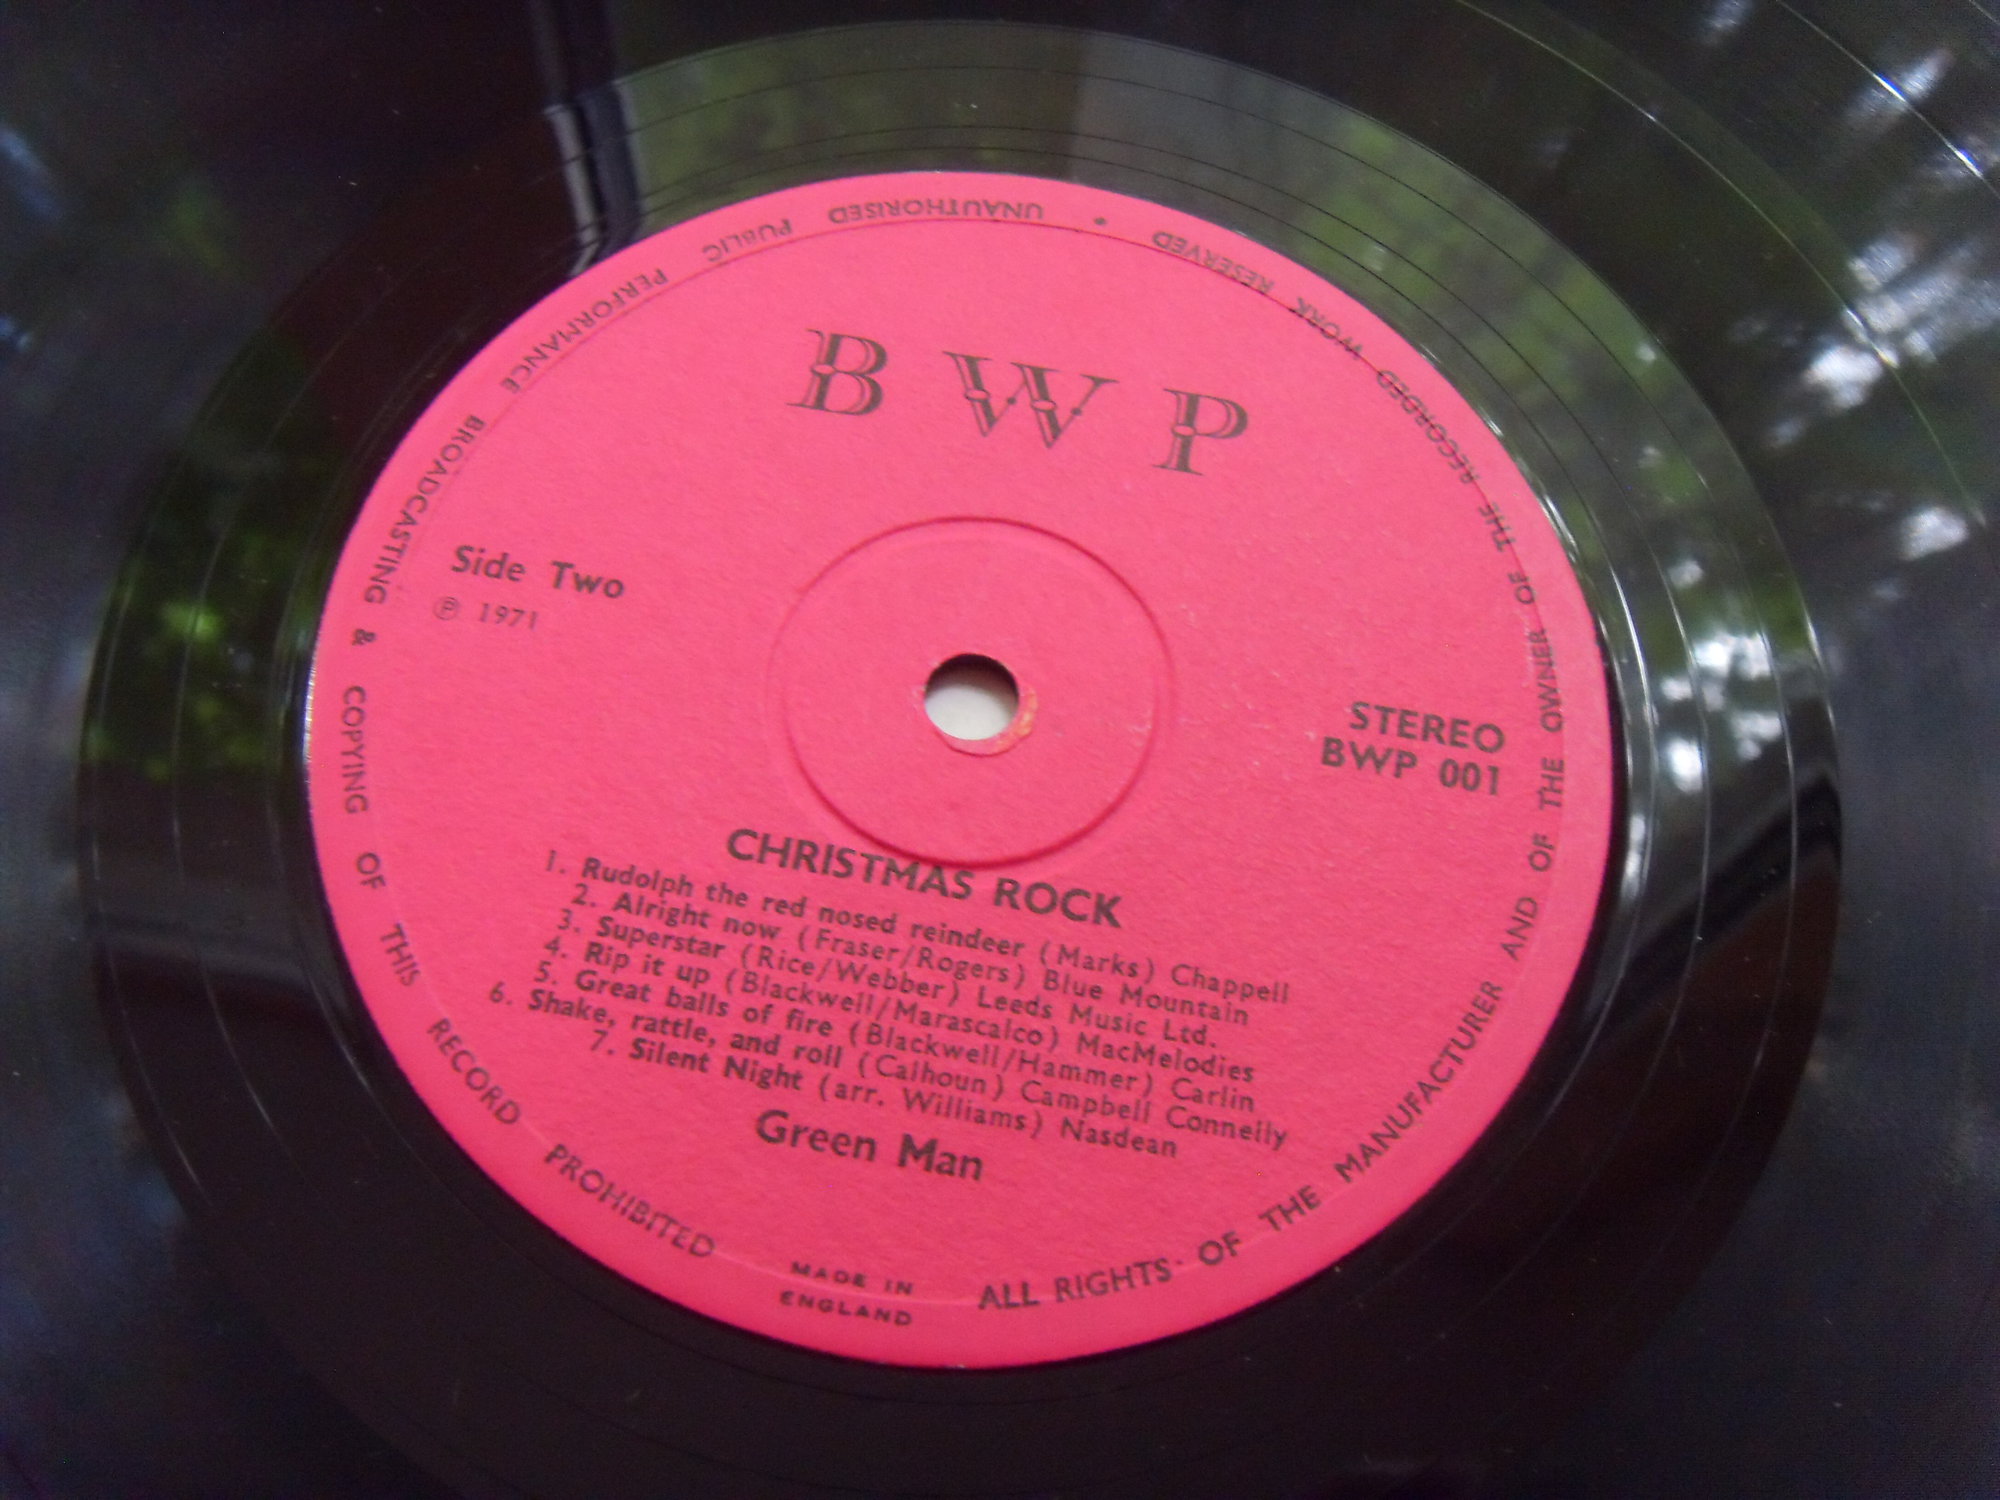 BWP
Side Two
Ⓟ 1971
STEREO
BWP 001
CHRISTMAS ROCK
1. Rudolph the red nosed reindeer (Marks) Chappell
2. Alright now (Fraser/Rogers) Blue Mountain
3. Superstar (Rice/Webber) Leeds Music Ltd.
4. Rip it up (Blackwell/Marascalco) MacMelodies
5. Great balls of fire (Blackwell/Hammer) Carlin
6. Shake, rattle, and roll (Calhoun) Campbell Connelly
7. Silent Night (arr. Williams) Nasdean
Green Man
ALL RIGHTS OF THE MANUFACTURER AND OF THE OWNER OF THE RECORDED WORK RESERVED • UNAUTHORISED PUBLIC PERFORMANCE BROADCASTING & COPYING OF THIS RECORD PROHIBITED
MADE IN
ENGLAND